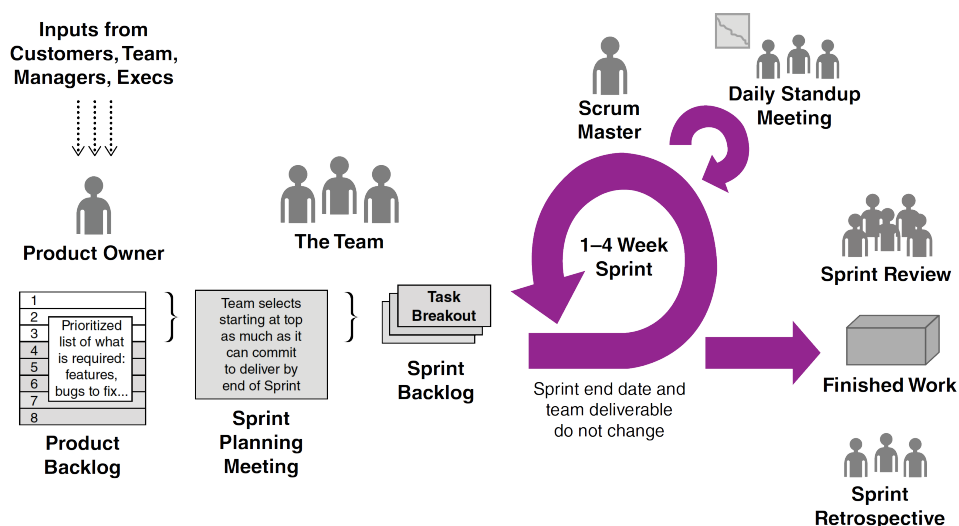 Inputs from
Customers, Team,
Managers, Execs
Product Owner
The Team
Scrum
Master
Daily Standup
Meeting
1
2
3
4
5
6
7
8
Prioritized
list of what
is required:
features,
bugs to fix...
Product
Backlog
Team selects
starting at top
as much as it
can commit
to deliver by
end of Sprint
Sprint
Planning
Meeting
Task
Breakout
Sprint
Backlog
1–4 Week
Sprint
Sprint end date and
team deliverable
do not change
Sprint Review
Finished Work
Sprint
Retrospective